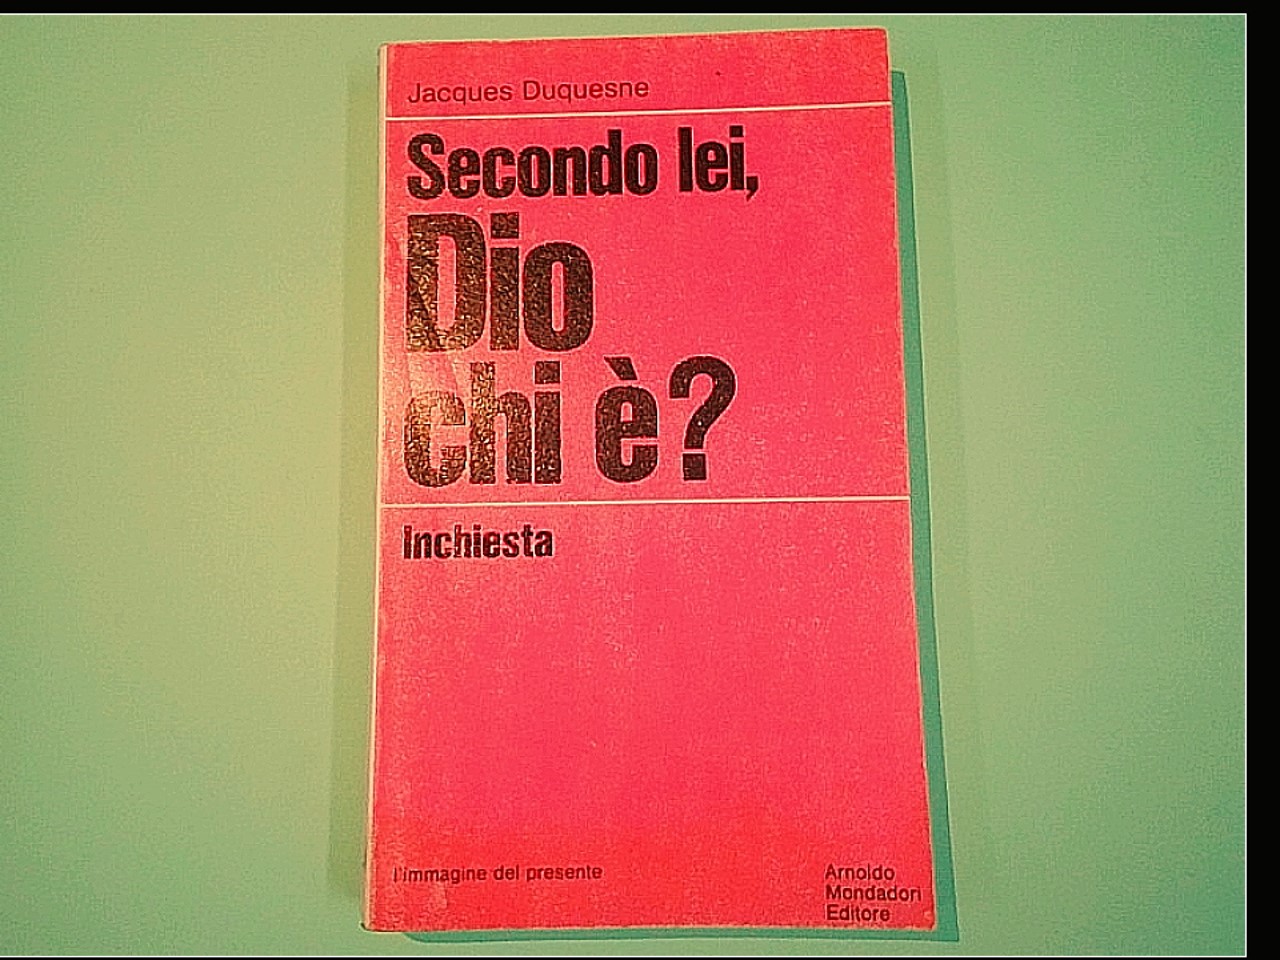 Jacques Duquesne
Secondo lei,
Dio
chi è?
Inchiesta
l'immagine del presente
Arnoldo
Mondadori
Editore